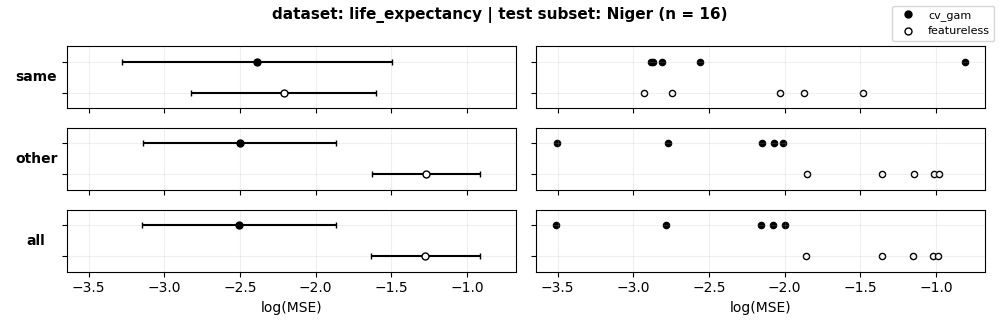 dataset: life_expectancy | test subset: Niger (n = 16)
cv_gam
featureless
same
other
all
−3.5 −3.0 −2.5 −2.0 −1.5 −1.0
−3.5 −3.0 −2.5 −2.0 −1.5 −1.0
log(MSE)
log(MSE)